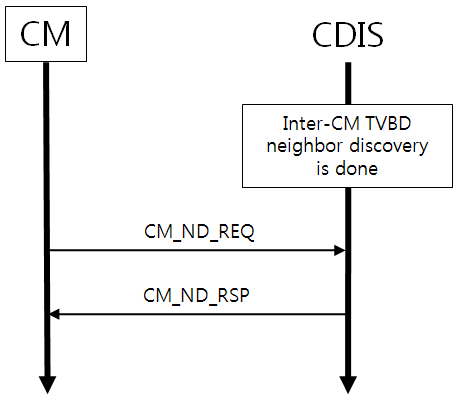 CM
CDIS
Inter-CM TVBD
neighbor discovery
is done
CM_ND_REQ
CM_ND_RSP